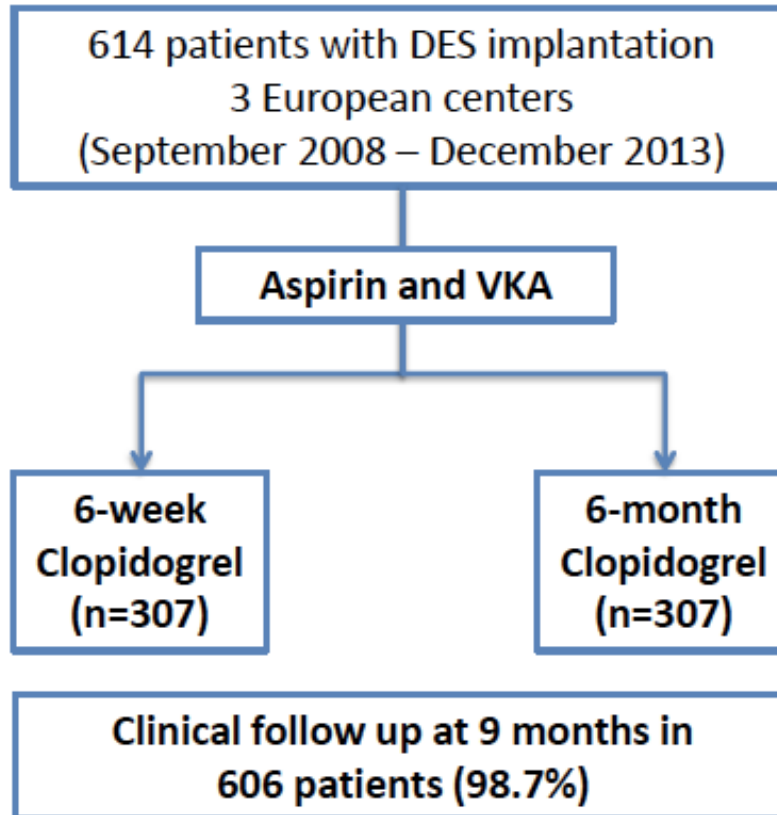 614 patients with DES implantation
3 European centers
(September 2008 – December 2013)
Aspirin and VKA
6-week
Clopidogrel
(n=307)
6-month
Clopidogrel
(n=307)
Clinical follow up at 9 months in
606 patients (98.7%)